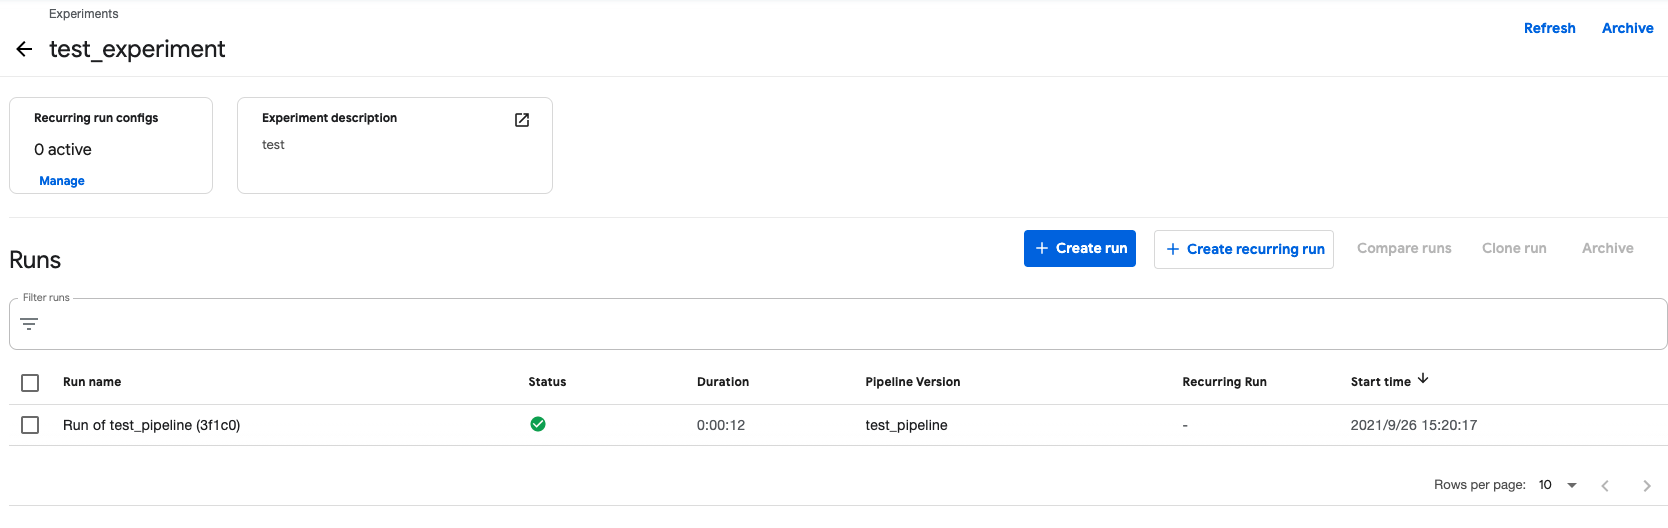 Experiments
test_experiment
Refresh Archive
Recurring run configs
0 active
Manage
Experiment description
test
Runs
+ Create run + Create recurring run Compare runs Clone run Archive
Filter runs
Run name Status Duration Pipeline Version Recurring Run Start time
Run of test_pipeline (3f1c0) 0:00:12 test_pipeline - 2021/9/26 15:20:17
Rows per page: 10